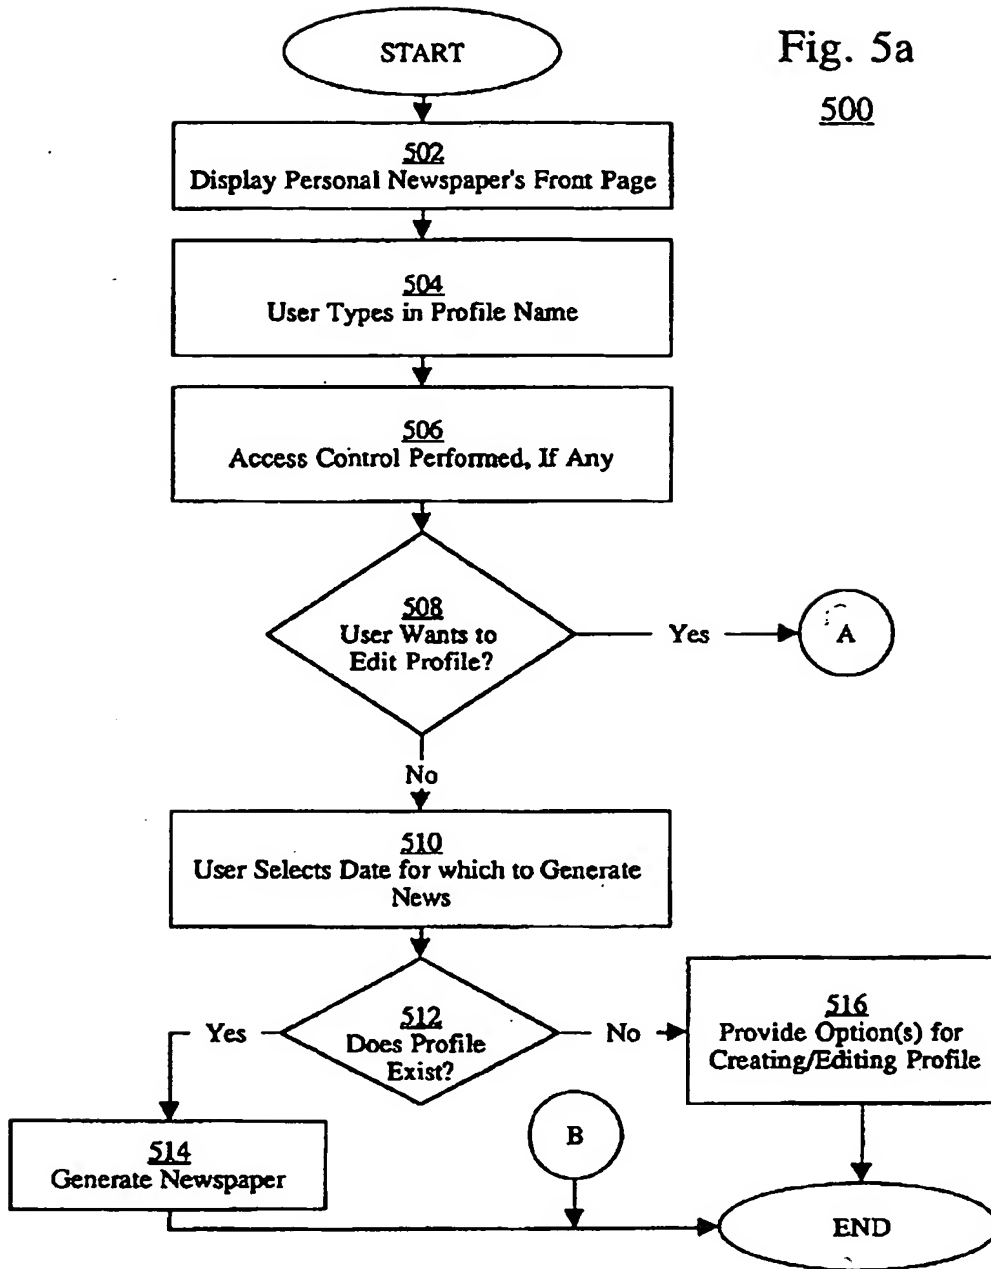 Fig. 5a
500
START
502
Display Personal Newspaper's Front Page
504
User Types in Profile Name
506
Access Control Performed, If Any
508
User Wants to
Edit Profile?
Yes
A
No
510
User Selects Date for which to Generate
News
512
Does Profile
Exist?
Yes
No
516
Provide Option(s) for
Creating/Editing Profile
514
Generate Newspaper
B
END